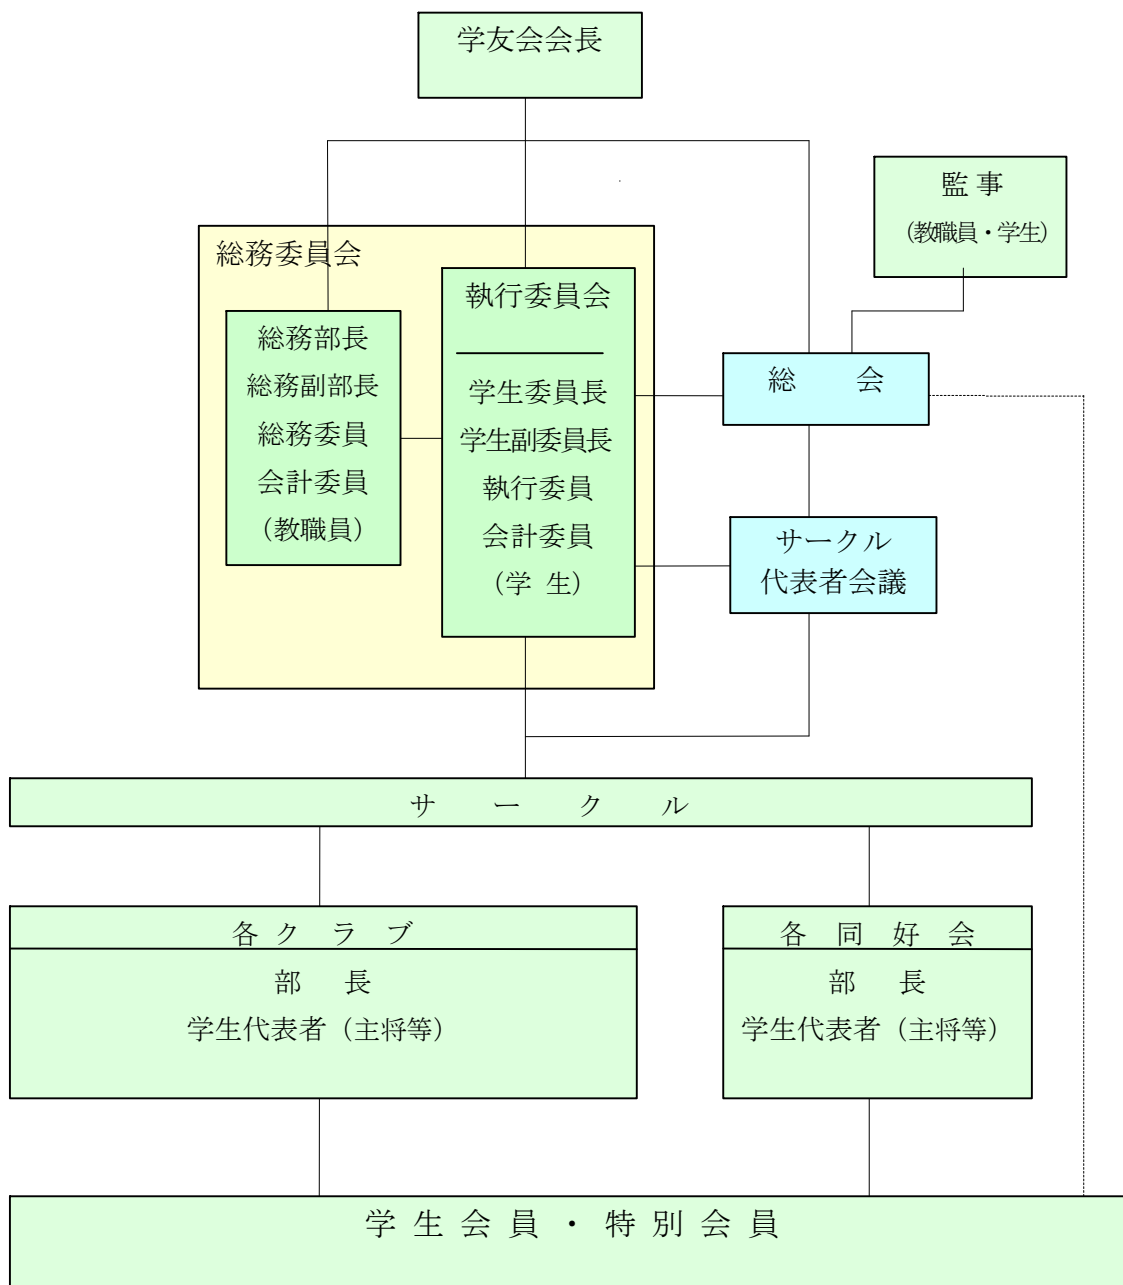 学友会会長
監 事
（教職員・学生）
総務委員会
執行委員会
総務部長
総務副部長
総務委員
会計委員
（教職員）
学生委員長
学生副委員長
執行委員
会計委員
（学 生）
総　　会
サークル
代表者会議
サ　ー　ク　ル
各 ク ラ ブ
部　　長
学生代表者（主将等）
各　同　好　会
部　　長
学生代表者（主将等）
学 生 会 員 ・ 特 別 会 員